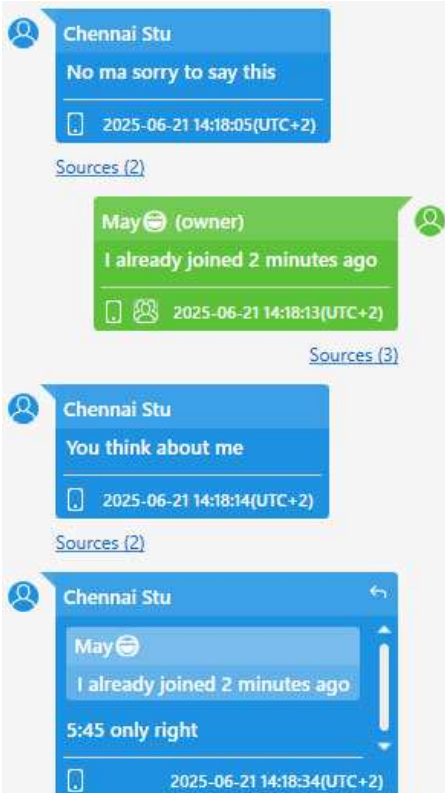 Chennai Stu
No ma sorry to say this
2025-06-21 14:18:05(UTC+2)
Sources (2)
May😁 (owner)
I already joined 2 minutes ago
2025-06-21 14:18:13(UTC+2)
Sources (3)
Chennai Stu
You think about me
2025-06-21 14:18:14(UTC+2)
Sources (2)
Chennai Stu
May😁
I already joined 2 minutes ago
5:45 only right
2025-06-21 14:18:34(UTC+2)